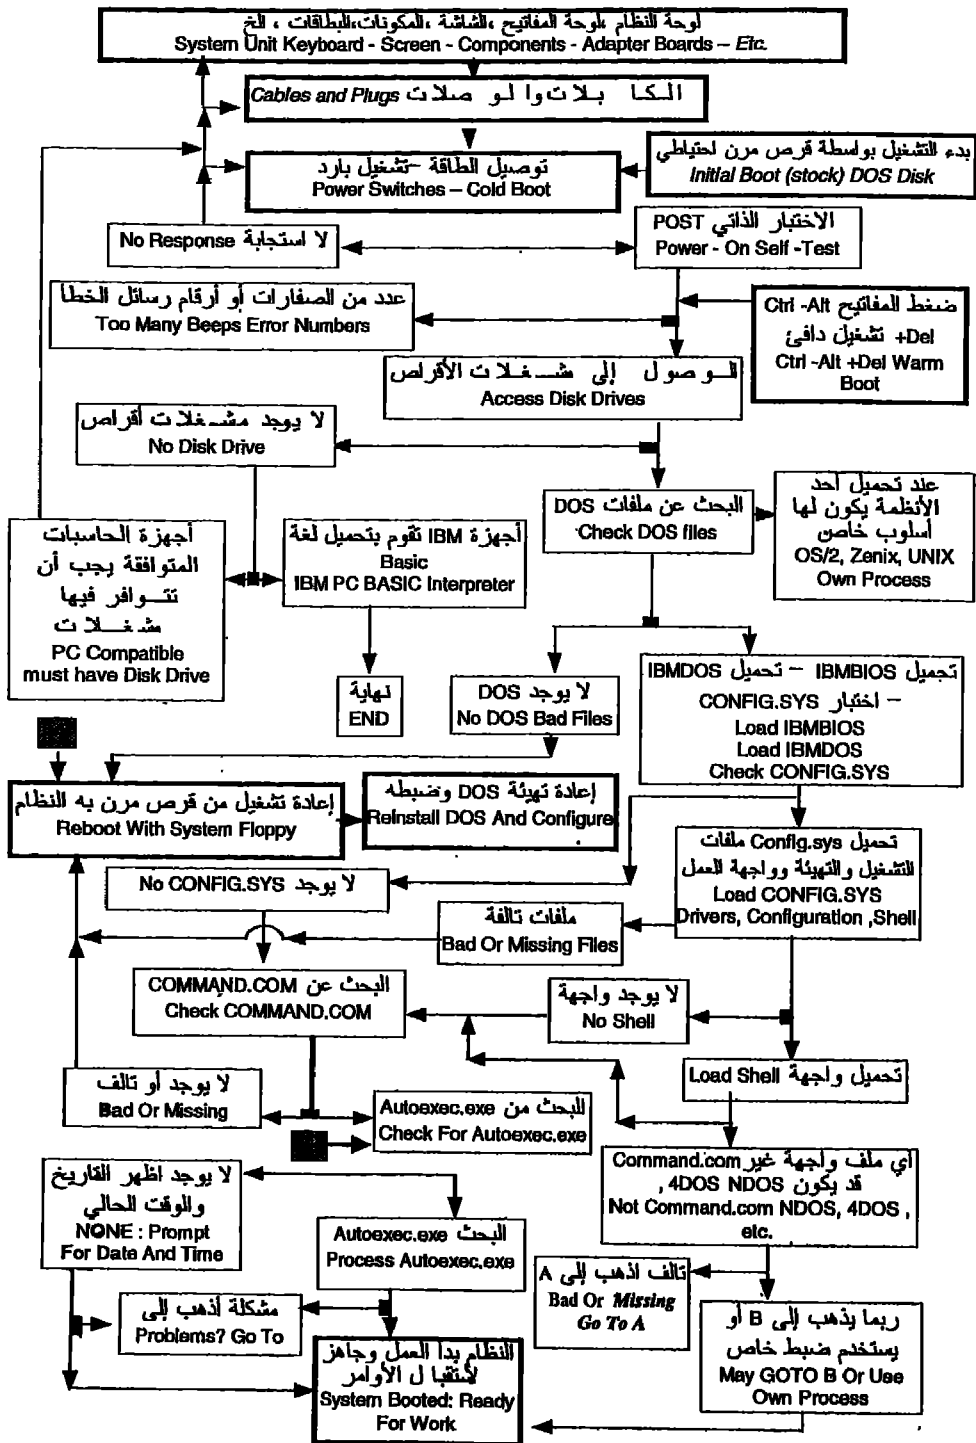 لوحة النظام ,لوحة المفاتيح ,الشاشة ,المكونات,البطاقات , الخ
System Unit Keyboard - Screen - Components - Adapter Boards – Etc.
Cables and Plugs الكابلات والوصلات
توصيل الطاقة –تشغيل بارد
Power Switches – Cold Boot
بدء التشغيل بواسطة قرص مرن احتياطي
Initial Boot (stock) DOS Disk
لا استجابة No Response
الاختبار الذاتي POST
Power - On Self -Test
عدد من الصفارات أو أرقام رسائل الخطأ
Too Many Beeps Error Numbers
ضغط المفاتيح Ctrl -Alt
+Del تشغيل دافئ
Ctrl -Alt +Del Warm
Boot
الوصول إلى مشغلات الأقراص
Access Disk Drives
لا يوجد مشغلات أقراص
No Disk Drive
البحث عن ملفات DOS
Check DOS files
عند تحميل احد
الأنظمة يكون لها
أسلوب خاص
OS/2, Zenix, UNIX
Own Process
أجهزة الحاسبات
المتوافقة يجب أن
تتوافر فيها
مشغلات
PC Compatible
must have Disk Drive
أجهزة IBM تقوم بتحميل لغة
Basic
IBM PC BASIC Interpreter
نهاية
END
لا يوجد DOS
No DOS Bad Files
تحميل IBMBIOS – تحميل IBMDOS
– اختبار CONFIG.SYS
Load IBMBIOS
Load IBMDOS
Check CONFIG.SYS
إعادة تشغيل من قرص مرن به النظام
Reboot With System Floppy
إعادة تهيئة DOS وضبطه
Reinstall DOS And Configure
لا يوجد No CONFIG.SYS
تحميل Config.sys ملفات
التشغيل والتهيئة وواجهة العمل
Load CONFIG.SYS
Drivers, Configuration ,Shell
ملفات تالفة
Bad Or Missing Files
البحث عن COMMAND.COM
Check COMMAND.COM
لا يوجد واجهة
No Shell
تحميل واجهة Load Shell
لا يوجد أو تالف
Bad Or Missing
البحث من Autoexec.exe
Check For Autoexec.exe
أي ملف واجهة غير Command.com
قد يكون 4DOS NDOS ,
Not Command.com NDOS, 4DOS ,
etc.
لا يوجد اظهر التاريخ
والوقت الحالي
NONE : Prompt
For Date And Time
البحث Autoexec.exe
Process Autoexec.exe
تالف اذهب إلى A
Bad Or Missing
Go To A
مشكلة أذهب إلى
Problems? Go To
ربما يذهب إلى B أو
يستخدم ضبط خاص
May GOTO B Or Use
Own Process
النظام بدا العمل وجاهز
لأستقبال الأوامر
System Booted: Ready
For Work